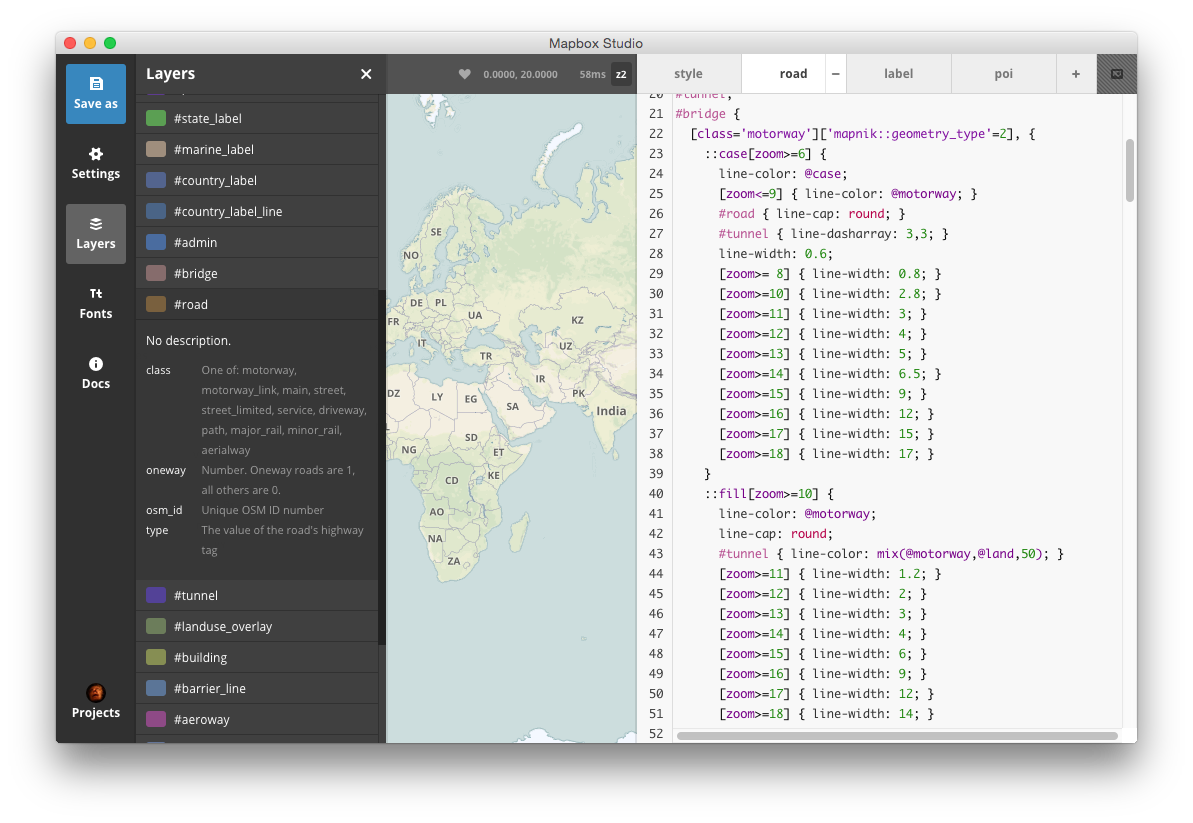 Mapbox Studio
Save as
Settings
Layers
Tt
Fonts
Docs
Projects
Layers ×
#state_label
#marine_label
#country_label
#country_label_line
#admin
#bridge
#road
No description.
class One of: motorway,
motorway_link, main, street,
street_limited, service, driveway,
path, major_rail, minor_rail,
aerialway
oneway Number. Oneway roads are 1,
all others are 0.
osm_id Unique OSM ID number
type The value of the road's highway
tag
#tunnel
#landuse_overlay
#building
#barrier_line
#aeroway
0.0000, 20.0000 58ms z2
SE
NO
DE PL
FR UA
KZ
IT UZ
TR
IR
DZ LY EG PK
SA India
SD
NG ET
CD KE
AO
NA
ZA
style road − label poi +
20 #tunnel,
21 #bridge {
22 [class='motorway']['mapnik::geometry_type'=2], {
23 ::case[zoom>=6] {
24 line-color: @case;
25 [zoom<=9] { line-color: @motorway; }
26 #road { line-cap: round; }
27 #tunnel { line-dasharray: 3,3; }
28 line-width: 0.6;
29 [zoom>= 8] { line-width: 0.8; }
30 [zoom>=10] { line-width: 2.8; }
31 [zoom>=11] { line-width: 3; }
32 [zoom>=12] { line-width: 4; }
33 [zoom>=13] { line-width: 5; }
34 [zoom>=14] { line-width: 6.5; }
35 [zoom>=15] { line-width: 9; }
36 [zoom>=16] { line-width: 12; }
37 [zoom>=17] { line-width: 15; }
38 [zoom>=18] { line-width: 17; }
39 }
40 ::fill[zoom>=10] {
41 line-color: @motorway;
42 line-cap: round;
43 #tunnel { line-color: mix(@motorway,@land,50); }
44 [zoom>=11] { line-width: 1.2; }
45 [zoom>=12] { line-width: 2; }
46 [zoom>=13] { line-width: 3; }
47 [zoom>=14] { line-width: 4; }
48 [zoom>=15] { line-width: 6; }
49 [zoom>=16] { line-width: 9; }
50 [zoom>=17] { line-width: 12; }
51 [zoom>=18] { line-width: 14; }
52